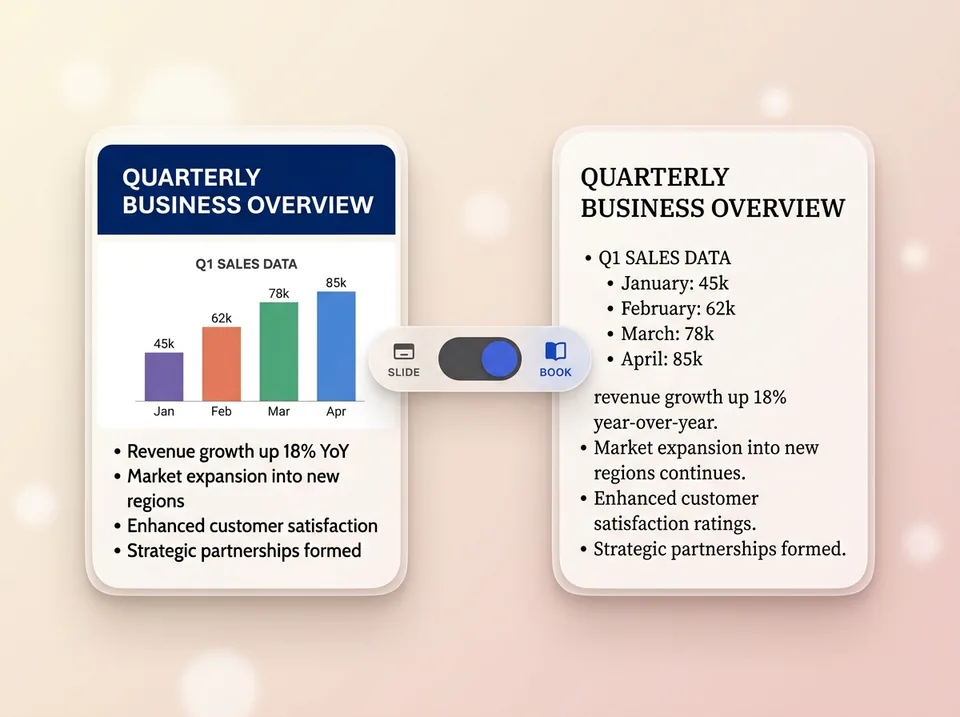 QUARTERLY
BUSINESS OVERVIEW
Q1 SALES DATA
45k
62k
78k
85k
Jan
Feb
Mar
Apr
• Revenue growth up 18% YoY
• Market expansion into new
regions
• Enhanced customer satisfaction
• Strategic partnerships formed
SLIDE
BOOK
QUARTERLY
BUSINESS OVERVIEW
• Q1 SALES DATA
• January: 45k
• February: 62k
• March: 78k
• April: 85k
revenue growth up 18%
year-over-year.
• Market expansion into new
regions continues.
• Enhanced customer
satisfaction ratings.
• Strategic partnerships formed.